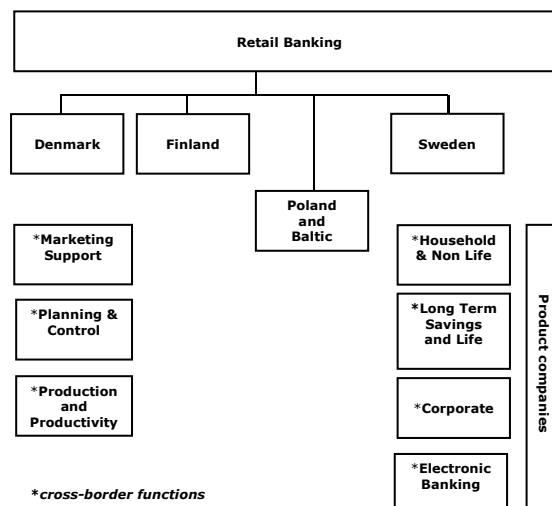 Retail Banking
Denmark
Finland
Sweden
Poland
and
Baltic
*Marketing
Support
*Planning &
Control
*Production
and
Productivity
*Household
& Non Life
*Long Term
Savings
and Life
*Corporate
*Electronic
Banking
Product companies
*cross-border functions